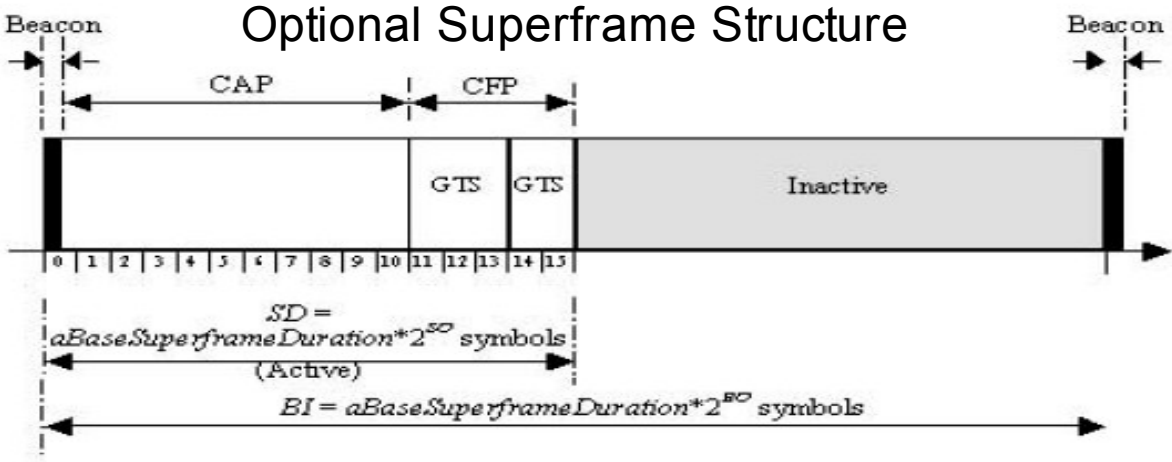 Optional Superframe Structure
Beacon
Beacon
CAP
CFP
GTS
GTS
Inactive
0 1 2 3 4 5 6 7 8 9 10 11 12 13 14 15
SD =
aBaseSuperframeDuration*2^SO symbols
(Active)
BI = aBaseSuperframeDuration*2^BO symbols